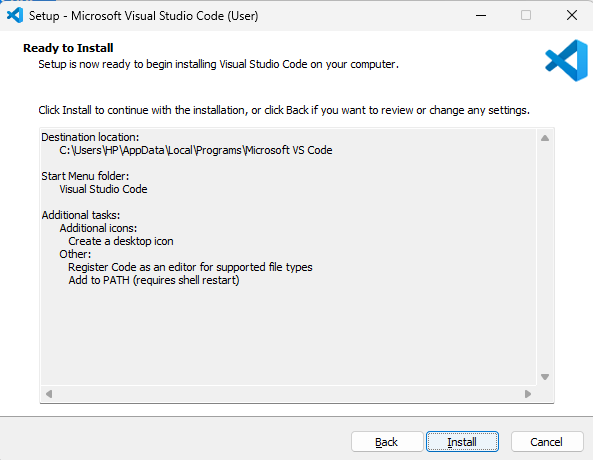 Setup - Microsoft Visual Studio Code (User)
Ready to Install
Setup is now ready to begin installing Visual Studio Code on your computer.
Click Install to continue with the installation, or click Back if you want to review or change any settings.
Destination location:
C:\Users\HP\AppData\Local\Programs\Microsoft VS Code
Start Menu folder:
Visual Studio Code
Additional tasks:
Additional icons:
Create a desktop icon
Other:
Register Code as an editor for supported file types
Add to PATH (requires shell restart)
Back Install Cancel